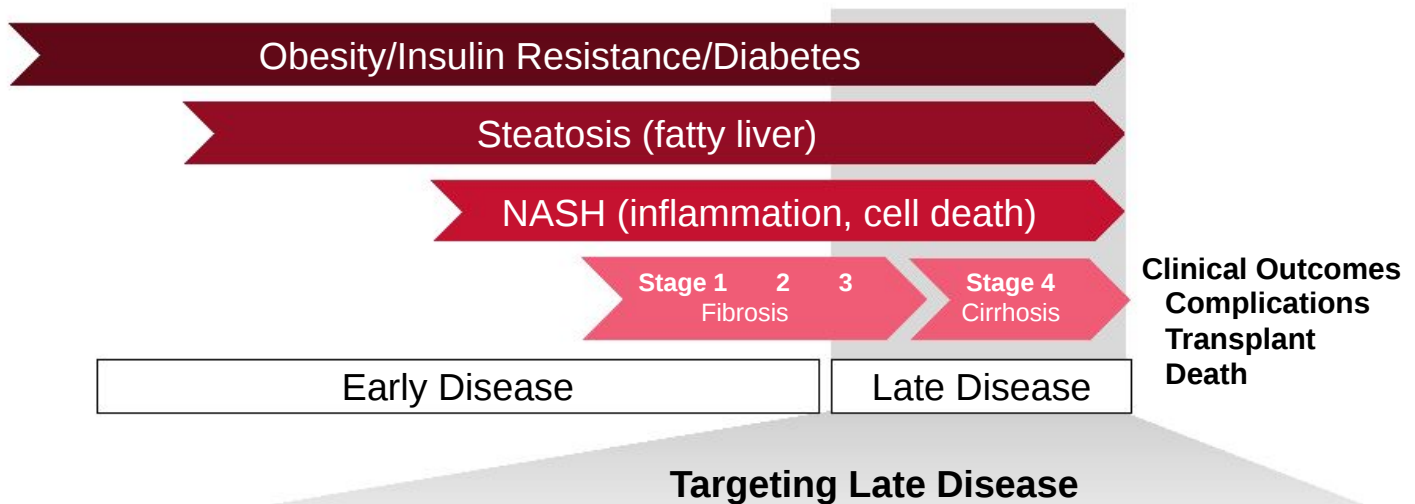 Obesity/Insulin Resistance/Diabetes
Steatosis (fatty liver)
NASH (inflammation, cell death)
Stage 1 2 3
Fibrosis
Stage 4
Cirrhosis
Clinical Outcomes
Complications
Transplant
Death
Early Disease
Late Disease
Targeting Late Disease